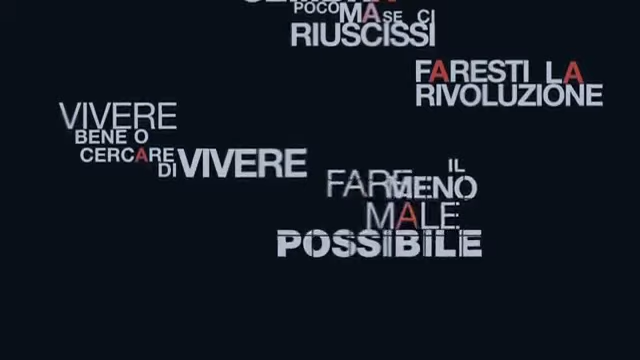 POCO MA SE CI
RIUSCISSI
FARESTI LA
RIVOLUZIONE
VIVERE
BENE O
CERCARE
DI VIVERE
FARE IL
MENO
MALE
POSSIBILE